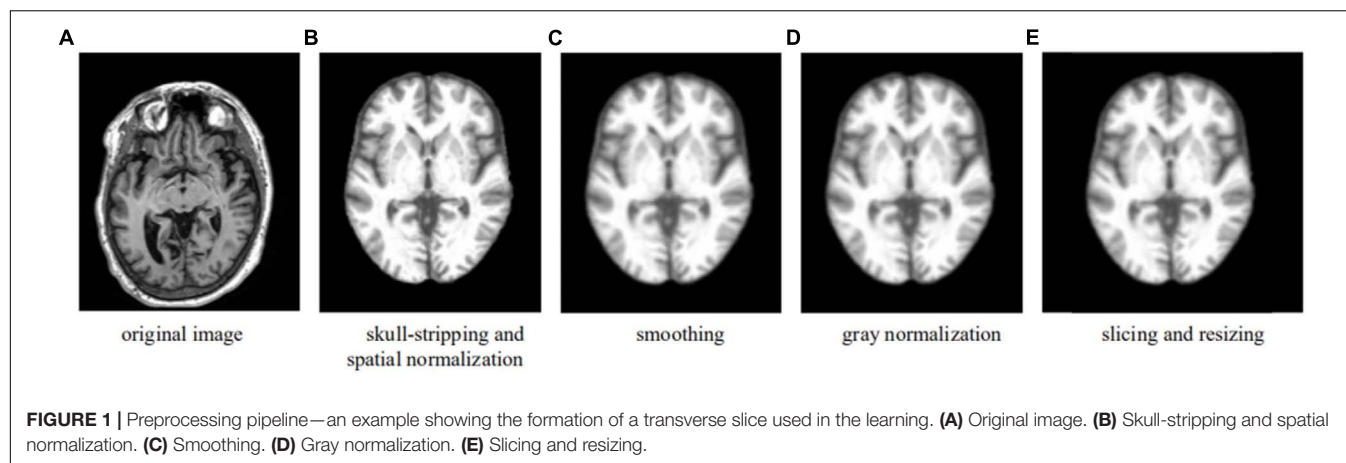 A
B
C
D
E
original image
skull-stripping and
spatial normalization
smoothing
gray normalization
slicing and resizing
FIGURE 1 | Preprocessing pipeline—an example showing the formation of a transverse slice used in the learning. (A) Original image. (B) Skull-stripping and spatial
normalization. (C) Smoothing. (D) Gray normalization. (E) Slicing and resizing.